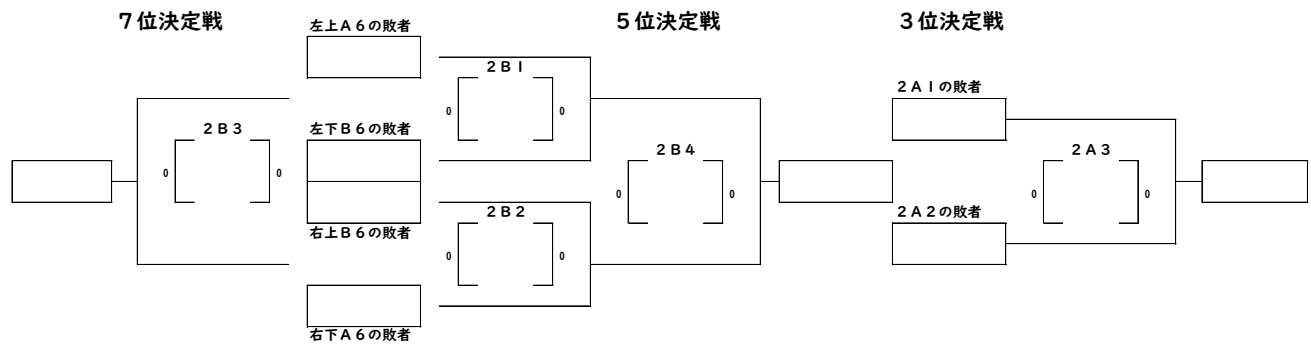 ７位決定戦
５位決定戦
３位決定戦
左上Ａ６の敗者
２Ｂ１
0
0
２Ａ１の敗者
２Ｂ３
0
0
左下Ｂ６の敗者
２Ｂ４
0
0
２Ａ３
0
0
２Ｂ２
0
0
２Ａ２の敗者
右上Ｂ６の敗者
右下Ａ６の敗者